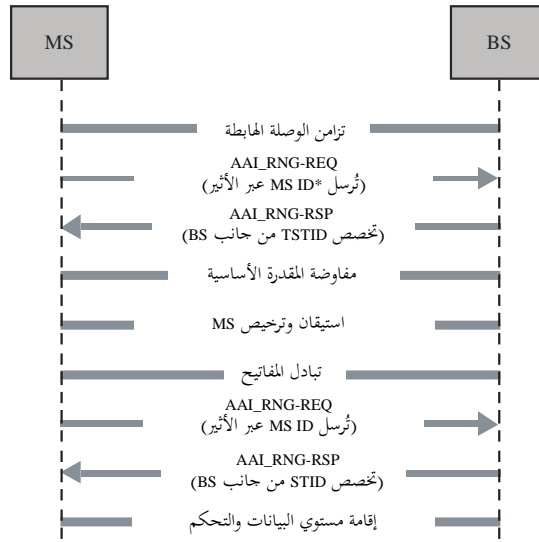 MS
BS
تزامن الوصلة الهابطة
AAI_RNG-REQ
(تُرسل MS ID* عبر الأثير)
AAI_RNG-RSP
(تخصص TSTID من جانب BS)
مفاوضة المقدرة الأساسية
استيقان وترخيص MS
تبادل المفاتيح
AAI_RNG-REQ
(تُرسل MS ID عبر الأثير)
AAI_RNG-RSP
(تخصص STID من جانب BS)
إقامة مستوي البيانات والتحكم